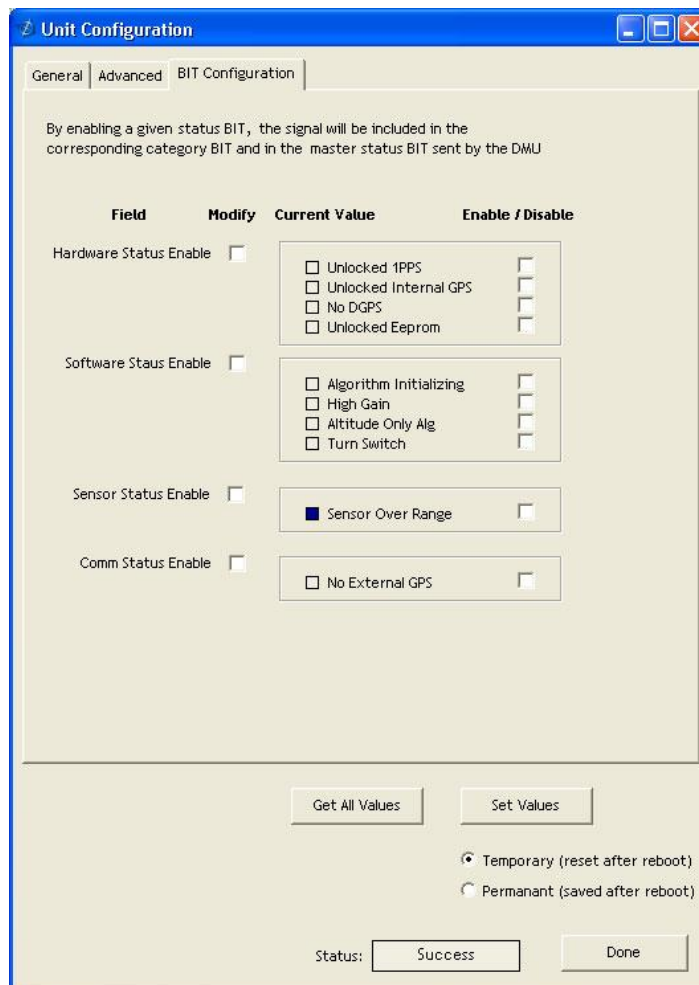 Unit Configuration
General Advanced BIT Configuration
By enabling a given status BIT, the signal will be included in the
corresponding category BIT and in the master status BIT sent by the DMU
Field Modify Current Value Enable / Disable
Hardware Status Enable
Unlocked 1PPS
Unlocked Internal GPS
No DGPS
Unlocked Eeprom
Software Staus Enable
Algorithm Initializing
High Gain
Altitude Only Alg
Turn Switch
Sensor Status Enable
Sensor Over Range
Comm Status Enable
No External GPS
Get All Values Set Values
Temporary (reset after reboot)
Permanant (saved after reboot)
Status: Success Done